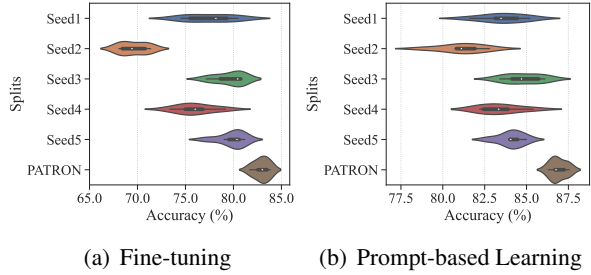 Seed1
Seed2
Seed3
Seed4
Seed5
PATRON
Splits
65.0 70.0 75.0 80.0 85.0
Accuracy (%)
(a) Fine-tuning
Seed1
Seed2
Seed3
Seed4
Seed5
PATRON
Splits
77.5 80.0 82.5 85.0 87.5
Accuracy (%)
(b) Prompt-based Learning